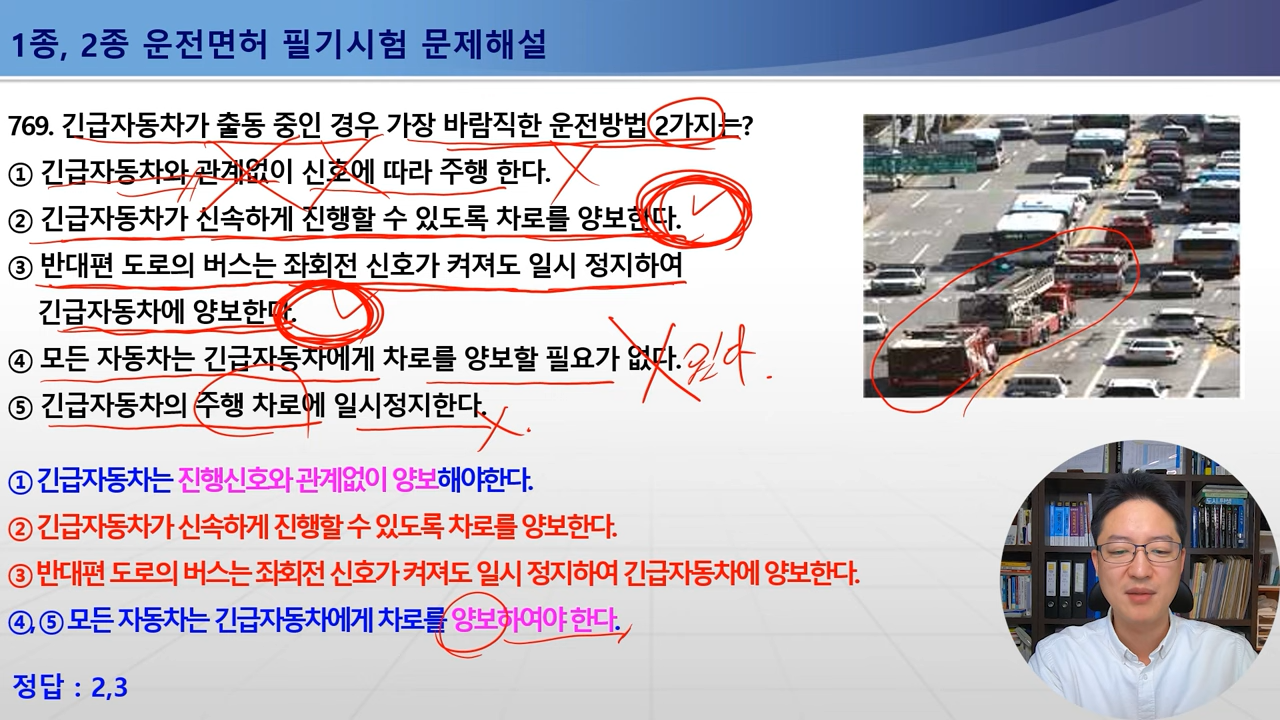 1종, 2종 운전면허 필기시험 문제해설
769. 긴급자동차가 출동 중인 경우 가장 바람직한 운전방법 2가지는?
① 긴급자동차와 관계없이 신호에 따라 주행 한다.
② 긴급자동차가 신속하게 진행할 수 있도록 차로를 양보한다.
③ 반대편 도로의 버스는 좌회전 신호가 켜져도 일시 정지하여
긴급자동차에 양보한다.
④ 모든 자동차는 긴급자동차에게 차로를 양보할 필요가 없다.
있다.
⑤ 긴급자동차의 주행 차로에 일시정지한다.
① 긴급자동차는 진행신호와 관계없이 양보해야한다.
② 긴급자동차가 신속하게 진행할 수 있도록 차로를 양보한다.
③ 반대편 도로의 버스는 좌회전 신호가 켜져도 일시 정지하여 긴급자동차에 양보한다.
④, ⑤ 모든 자동차는 긴급자동차에게 차로를 양보하여야 한다.
정답 : 2,3